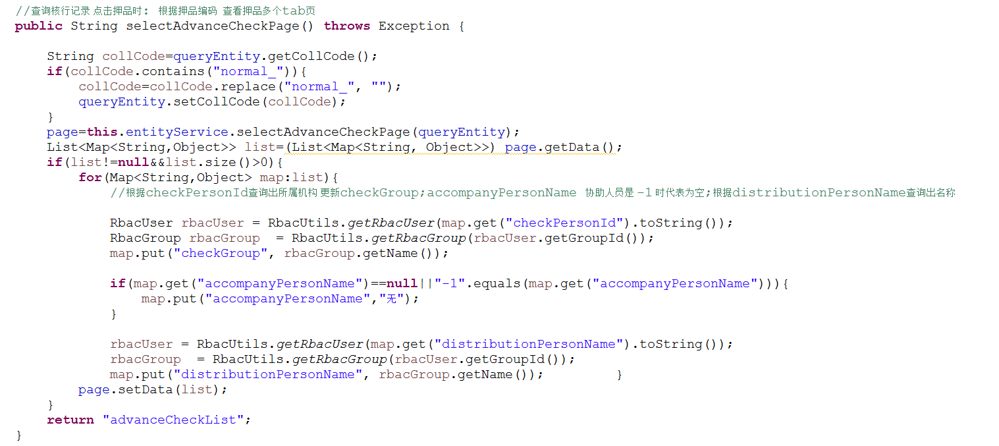 //查询核行记录 点击押品时: 根据押品编码 查看押品多个tab页
public String selectAdvanceCheckPage() throws Exception {
String collCode=queryEntity.getCollCode();
if(collCode.contains("normal_")){
collCode=collCode.replace("normal_", "");
queryEntity.setCollCode(collCode);
}
page=this.entityService.selectAdvanceCheckPage(queryEntity);
List<Map<String,Object>> list=(List<Map<String, Object>>) page.getData();
if(list!=null&&list.size()>0){
for(Map<String,Object> map:list){
//根据checkPersonId查询出所属机构 更新checkGroup;accompanyPersonName 协助人员是 -1 时代表为空;根据distributionPersonName查询出名称
RbacUser rbacUser = RbacUtils.getRbacUser(map.get("checkPersonId").toString());
RbacGroup rbacGroup  = RbacUtils.getRbacGroup(rbacUser.getGroupId());
map.put("checkGroup", rbacGroup.getName());
if(map.get("accompanyPersonName")==null||"-1".equals(map.get("accompanyPersonName"))){
map.put("accompanyPersonName","无");
}
rbacUser = RbacUtils.getRbacUser(map.get("distributionPersonName").toString());
rbacGroup  = RbacUtils.getRbacGroup(rbacUser.getGroupId());
map.put("distributionPersonName", rbacGroup.getName()); }
page.setData(list);
}
return "advanceCheckList";
}